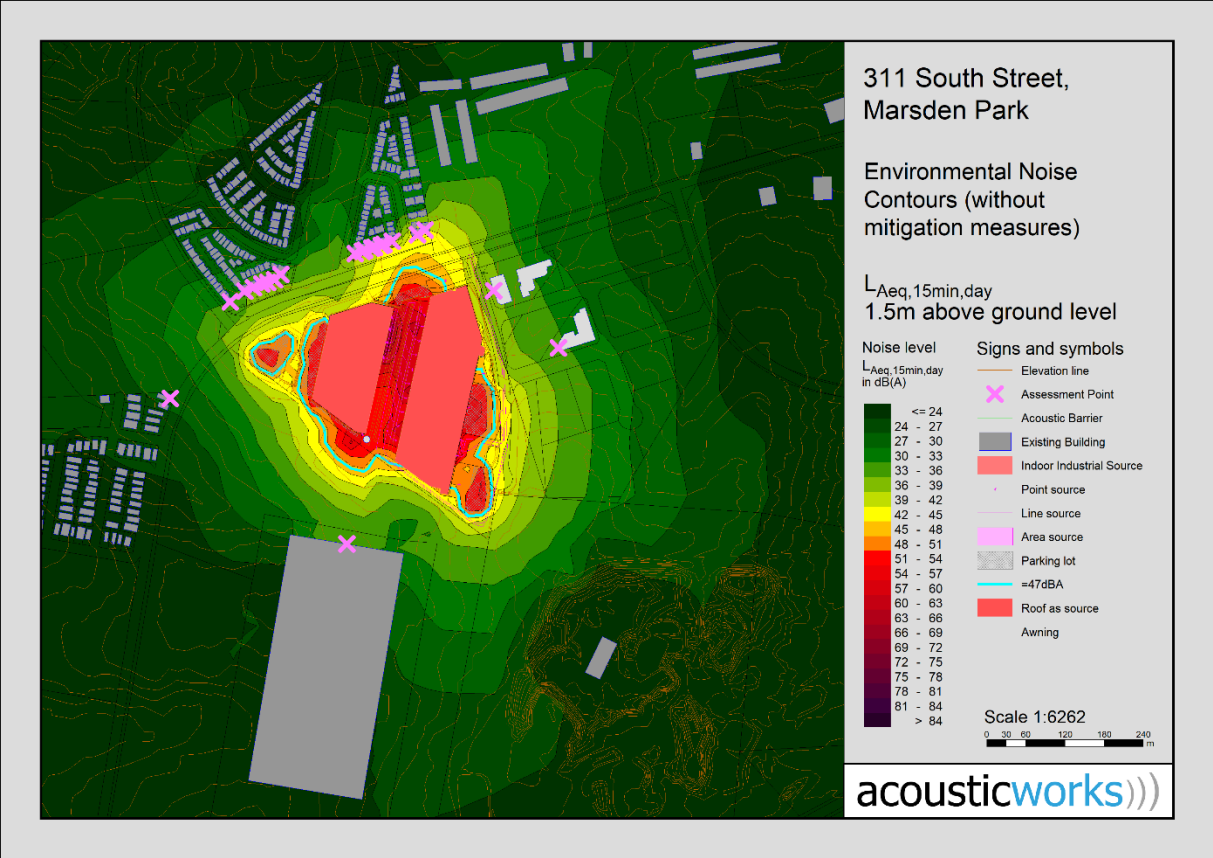 311 South Street,
Marsden Park
Environmental Noise
Contours (without
mitigation measures)
LAeq,15min,day
1.5m above ground level
Noise level
LAeq,15min,day
in dB(A)
<= 24
24 - 27
27 - 30
30 - 33
33 - 36
36 - 39
39 - 42
42 - 45
45 - 48
48 - 51
51 - 54
54 - 57
57 - 60
60 - 63
63 - 66
66 - 69
69 - 72
72 - 75
75 - 78
78 - 81
81 - 84
> 84
Signs and symbols
Elevation line
Assessment Point
Acoustic Barrier
Existing Building
Indoor Industrial Source
Point source
Line source
Area source
Parking lot
=47dBA
Roof as source
Awning
Scale 1:6262
0 30 60 120 180 240
m
acousticworks)))